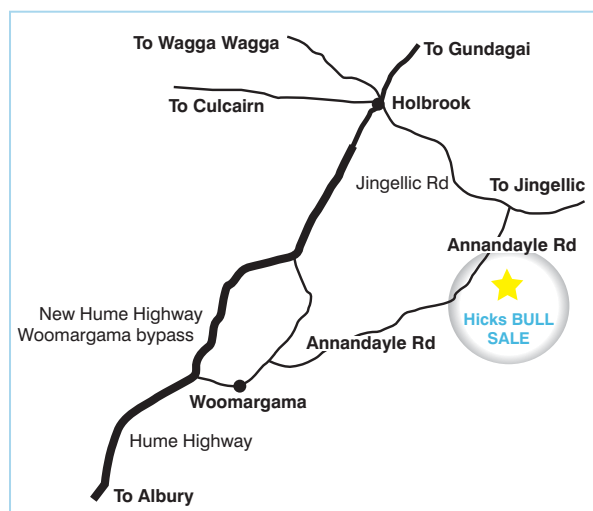 To Wagga Wagga
To Gundagai
To Culcairn
Holbrook
Jingellic Rd
To Jingellic
Annandayle Rd
New Hume Highway
Woomargama bypass
Hicks BULL
SALE
Annandayle Rd
Woomargama
Hume Highway
To Albury